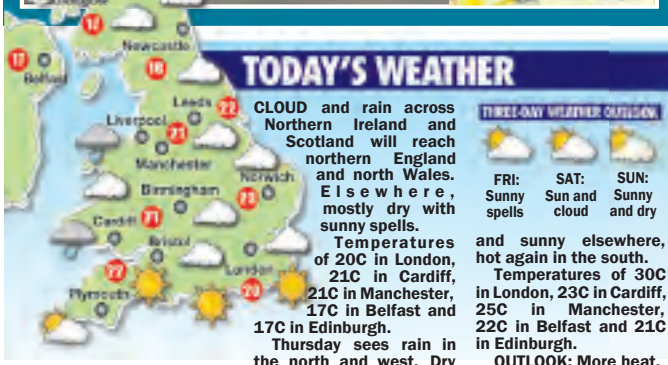 Glasgow
17
Newcastle
17
Belfast
18
TODAY'S WEATHER
Leeds
22
Liverpool
21
Manchester
Norwich
Birmingham
Cardiff
21
Bristol
London
Plymouth
20
CLOUD and rain across
Northern Ireland and
Scotland will reach
northern England
and north Wales.
Elsewhere,
mostly dry with
sunny spells.
Temperatures
of 20C in London,
21C in Cardiff,
21C in Manchester,
17C in Belfast and
17C in Edinburgh.
Thursday sees rain in
the north and west. Dry
THREE-DAY WEATHER OUTLOOK
FRI:
Sunny
spells
SAT:
Sun and
cloud
SUN:
Sunny
and dry
and sunny elsewhere,
hot again in the south.
Temperatures of 30C
in London, 23C in Cardiff,
25C in Manchester,
22C in Belfast and 21C
in Edinburgh.
OUTLOOK: More heat.